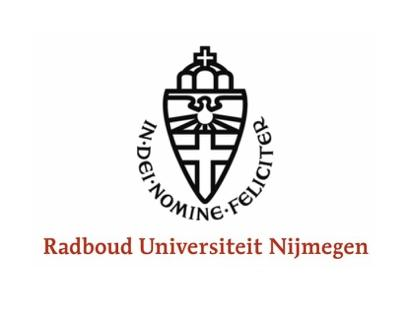 IN·DEI·NOMINE·FELICITER
Radboud Universiteit Nijmegen